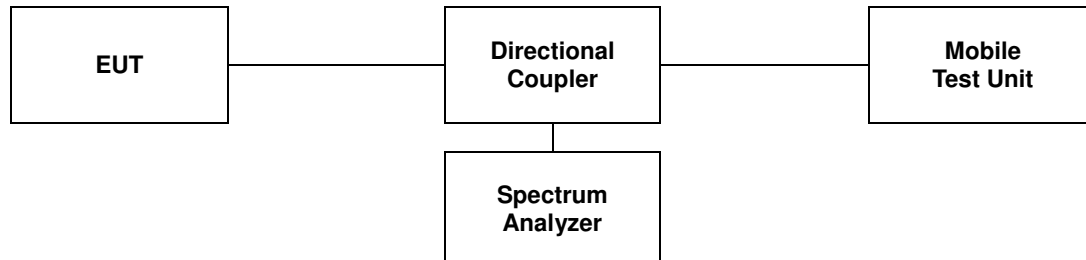 EUT
Directional
Coupler
Mobile
Test Unit
Spectrum
Analyzer